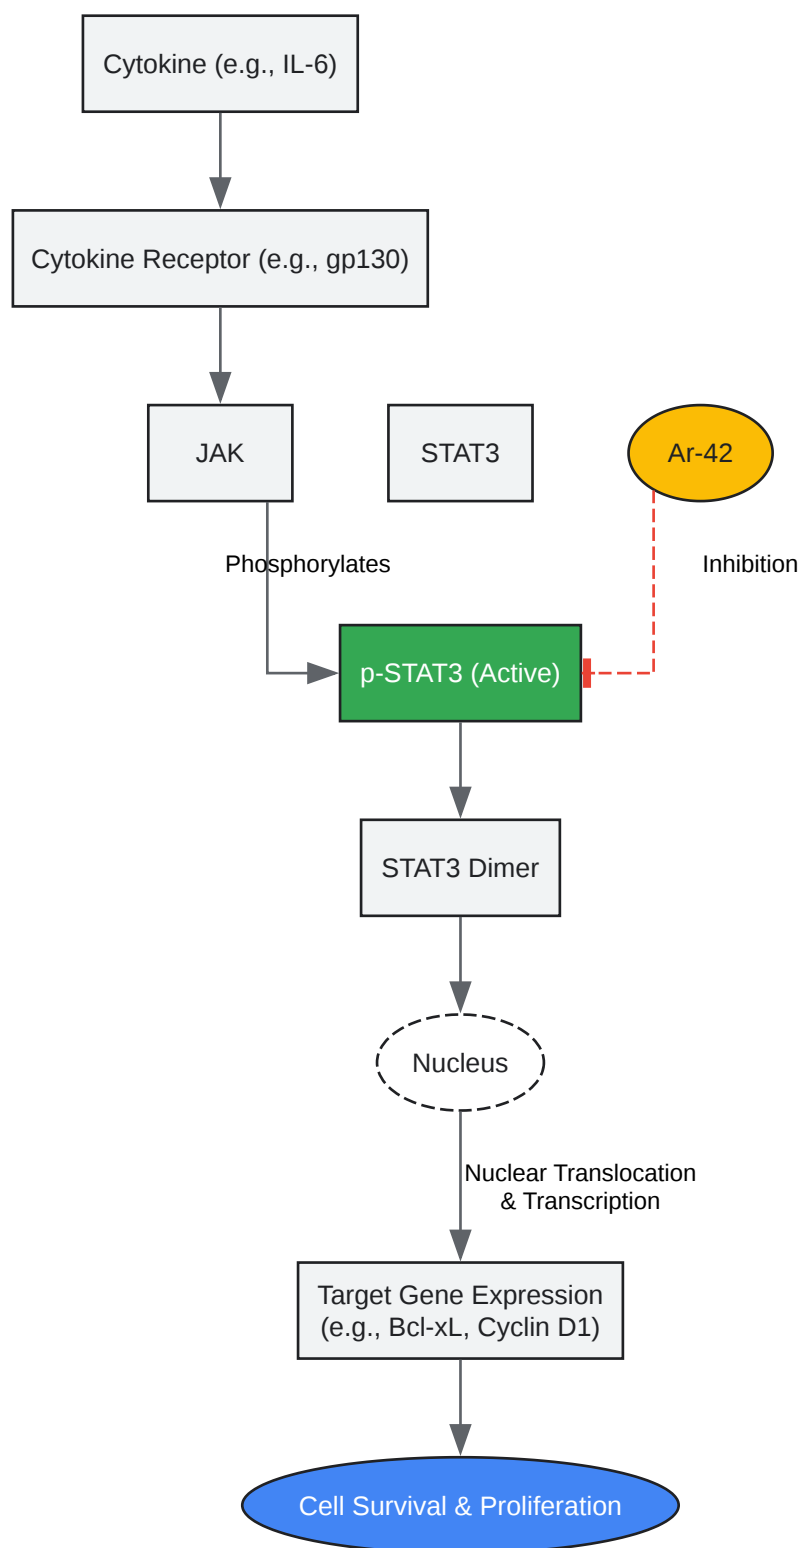 Cytokine (e.g., IL-6)
Cytokine Receptor (e.g., gp130)
JAK
STAT3
Ar-42
Phosphorylates
Inhibition
p-STAT3 (Active)
STAT3 Dimer
Nucleus
Nuclear Translocation
& Transcription
Target Gene Expression
(e.g., Bcl-xL, Cyclin D1)
Cell Survival & Proliferation